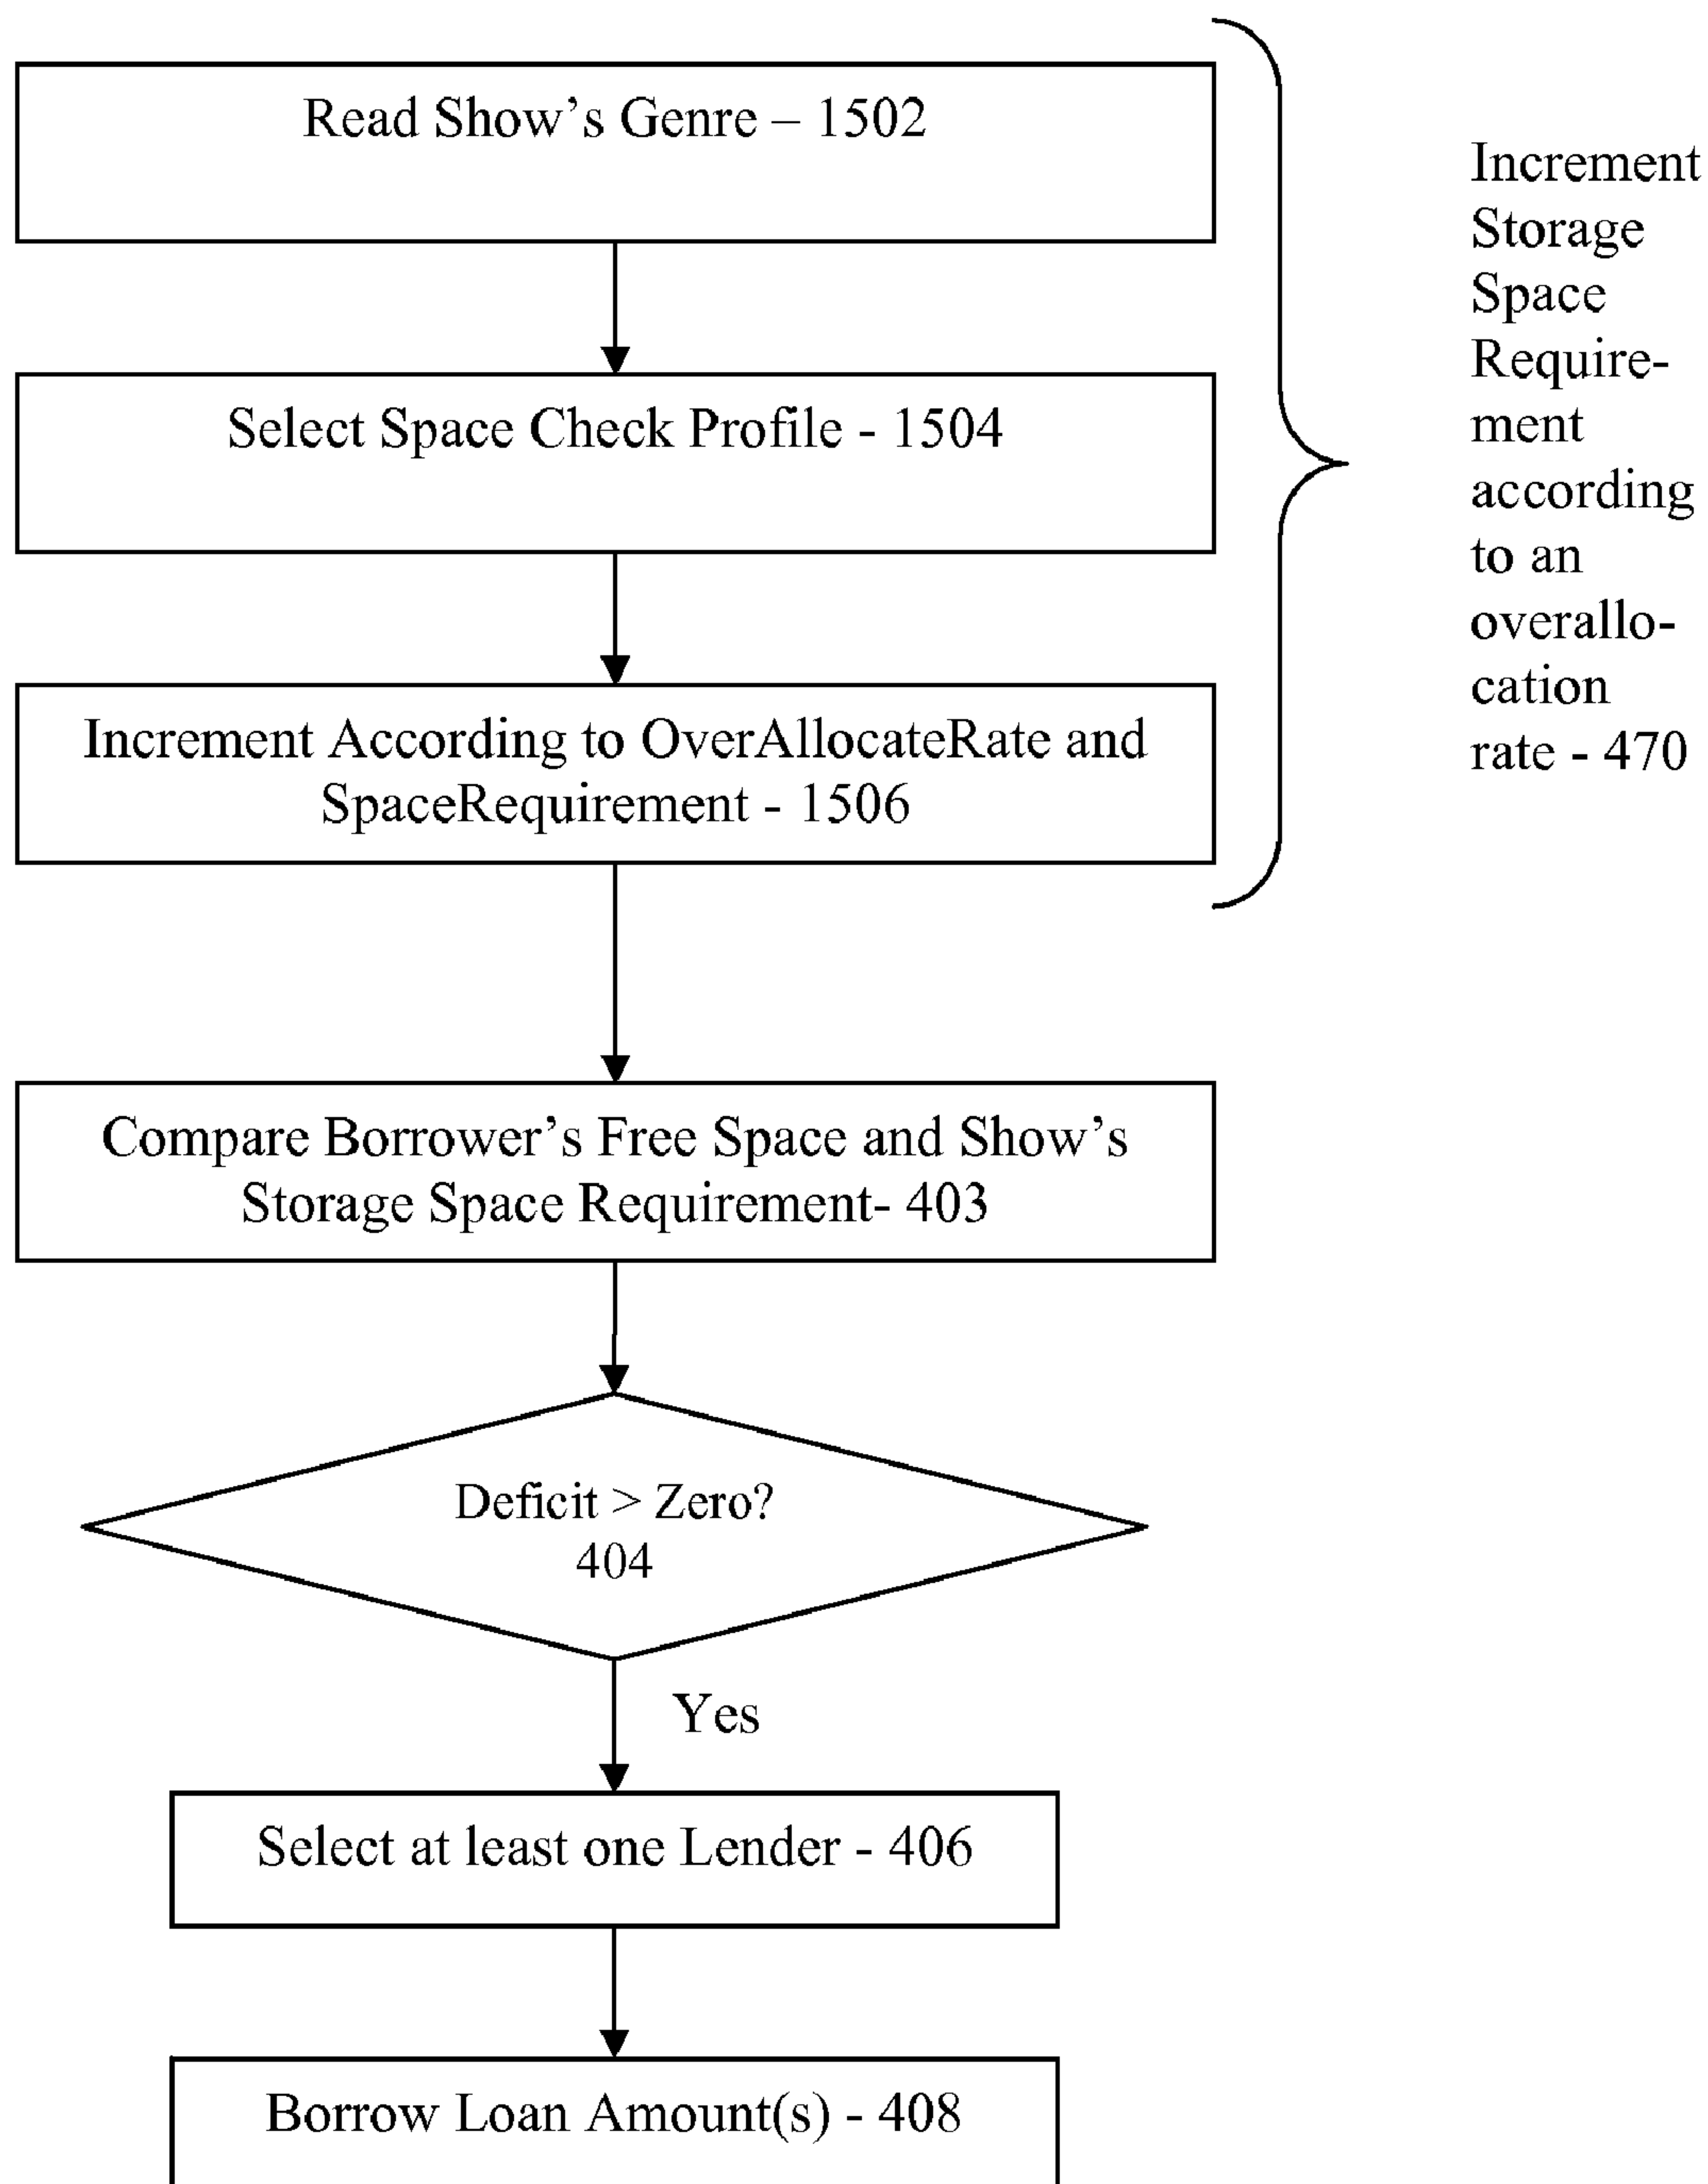 Read Show's Genre – 1502
Select Space Check Profile - 1504
Increment According to OverAllocateRate and
SpaceRequirement - 1506
Increment
Storage
Space
Require-
ment
according
to an
overallo-
cation
rate - 470
Compare Borrower's Free Space and Show's
Storage Space Requirement- 403
Deficit > Zero?
404
Yes
Select at least one Lender - 406
Borrow Loan Amount(s) - 408